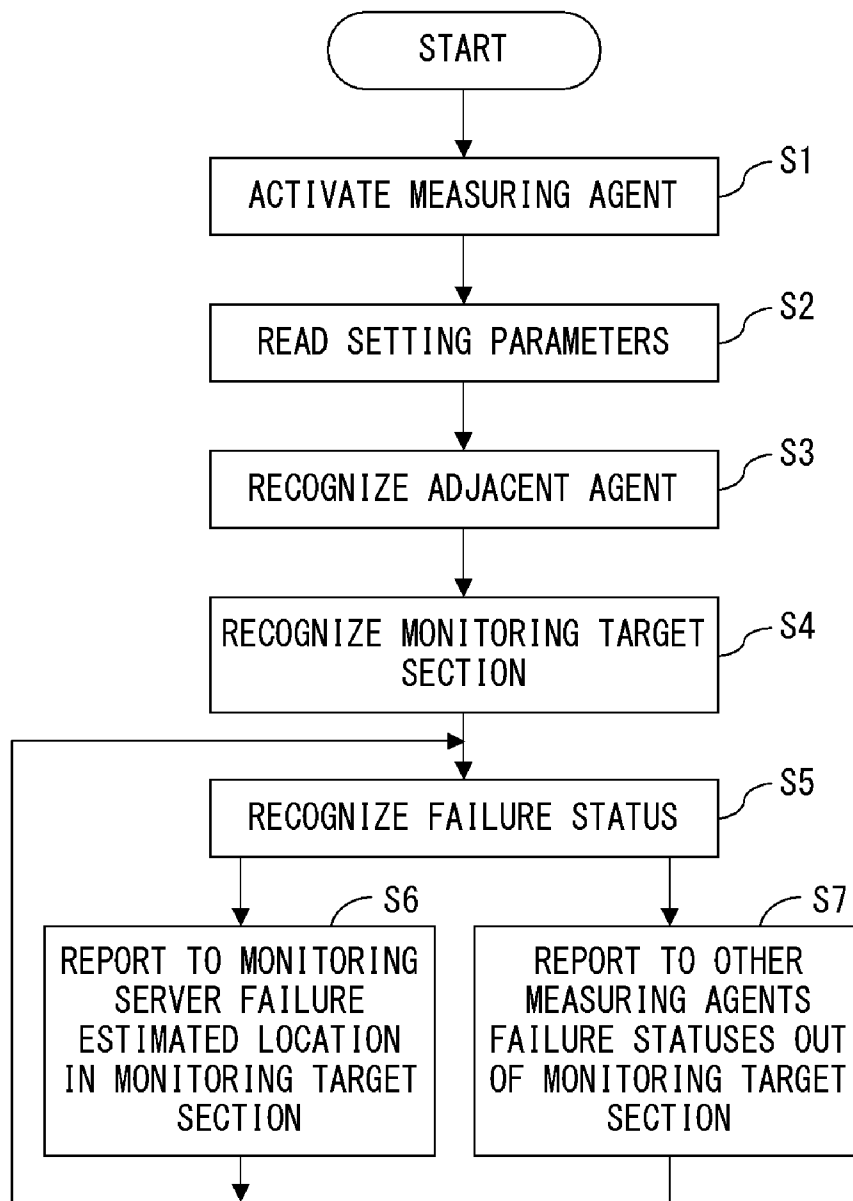 START
S1
ACTIVATE MEASURING AGENT
S2
READ SETTING PARAMETERS
S3
RECOGNIZE ADJACENT AGENT
S4
RECOGNIZE MONITORING TARGET
SECTION
S5
RECOGNIZE FAILURE STATUS
S6
REPORT TO MONITORING
SERVER FAILURE
ESTIMATED LOCATION
IN MONITORING TARGET
SECTION
S7
REPORT TO OTHER
MEASURING AGENTS
FAILURE STATUSES OUT
OF MONITORING TARGET
SECTION